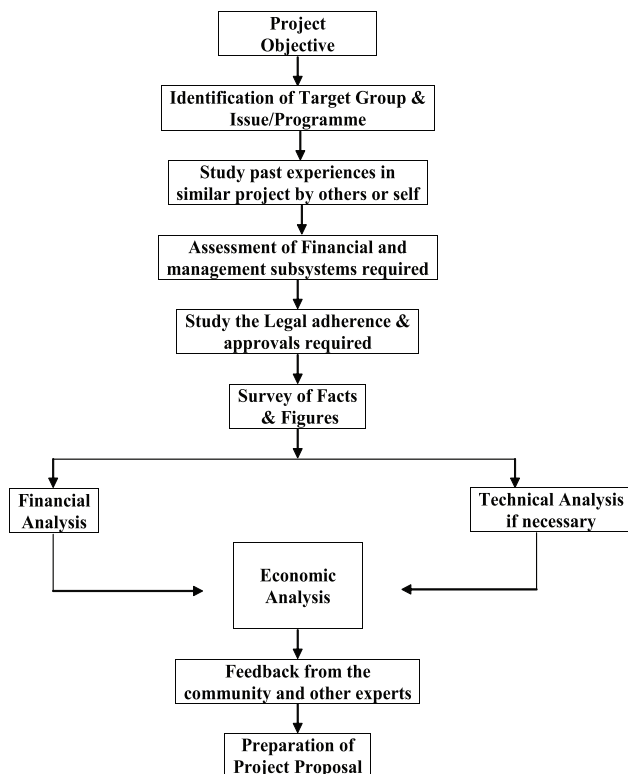 Project
Objective
Identification of Target Group &
Issue/Programme
Study past experiences in
similar project by others or self
Assessment of Financial and
management subsystems required
Study the Legal adherence &
approvals required
Survey of Facts
& Figures
Financial
Analysis
Technical Analysis
if necessary
Economic
Analysis
Feedback from the
community and other experts
Preparation of
Project Proposal